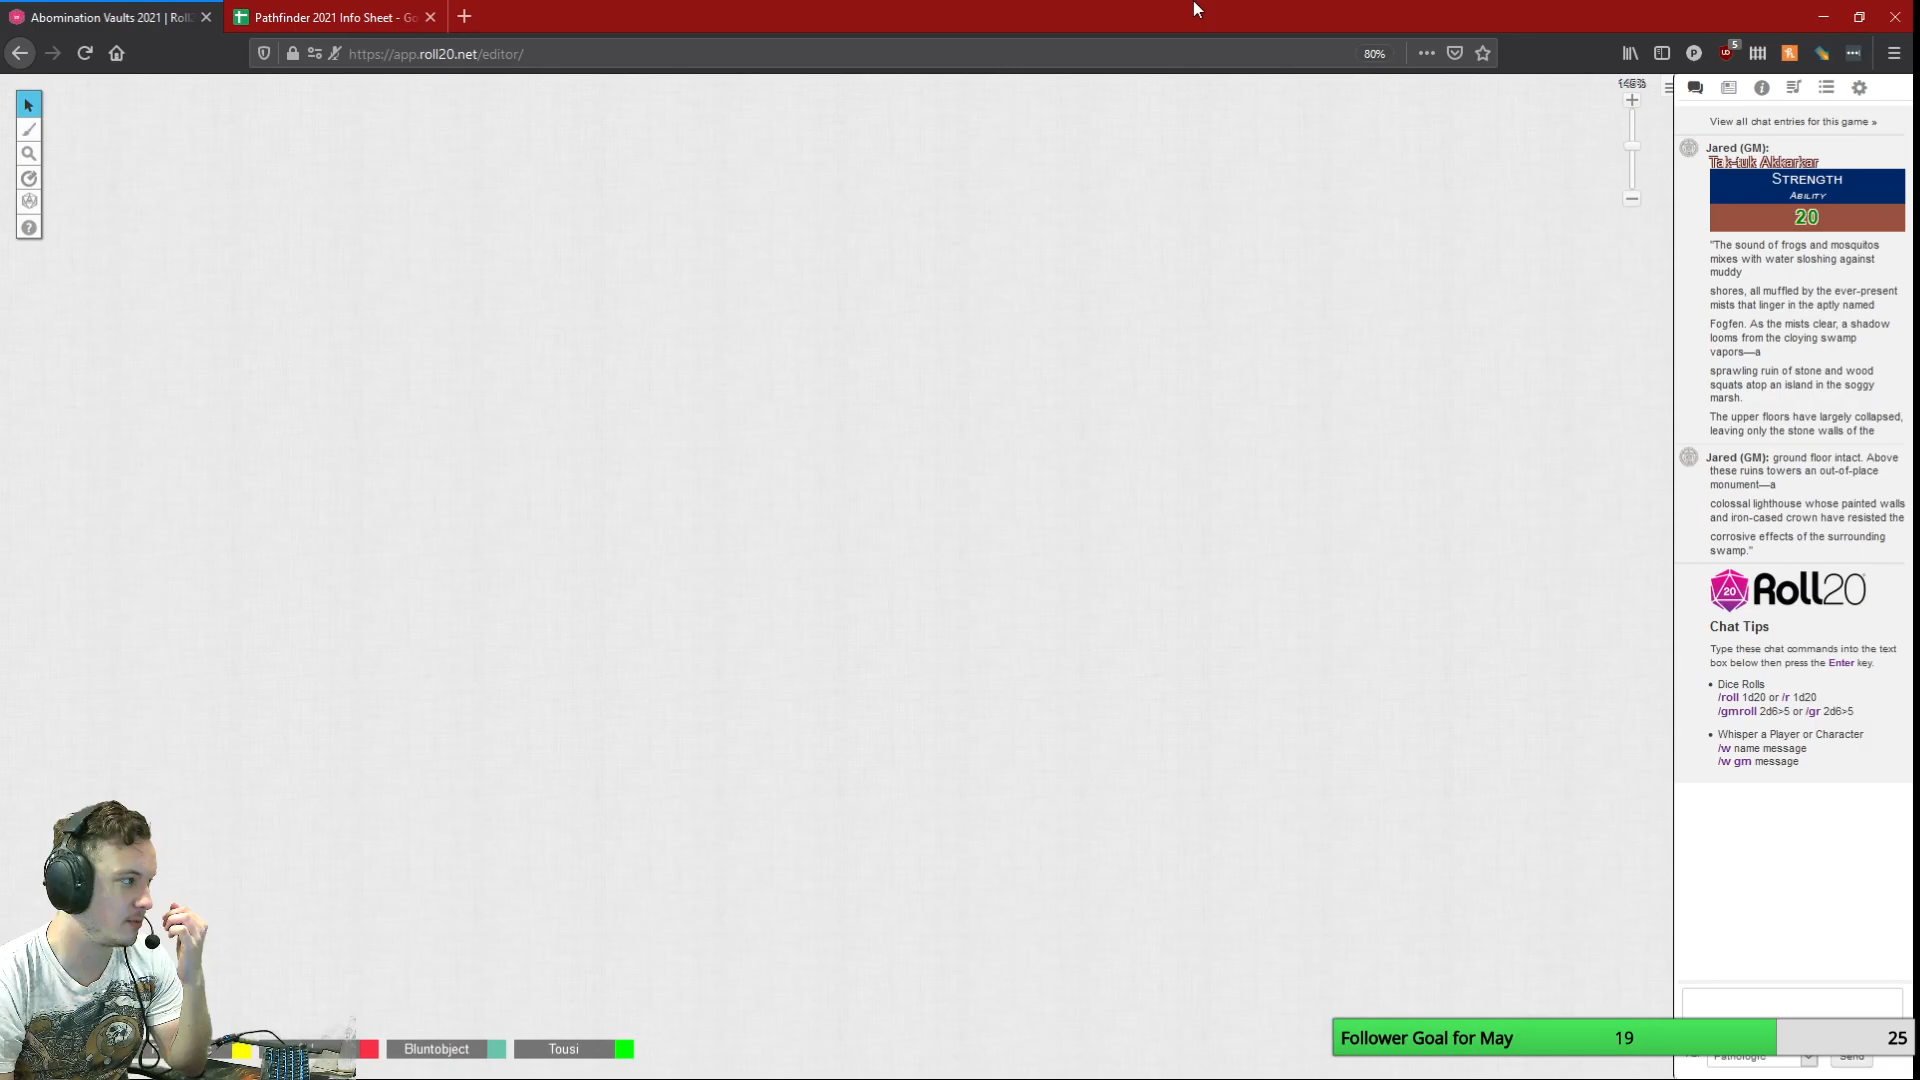 Abomination Vaults 2021 | Roll
Pathfinder 2021 Info Sheet - Go
https://app.roll20.net/editor/
80%
5
View all chat entries for this game »
Jared (GM):
Tak-tuk Akkarkar
STRENGTH
ABILITY
20
"The sound of frogs and mosquitos
mixes with water sloshing against
muddy
shores, all muffled by the ever-present
mists that linger in the aptly named
Fogfen. As the mists clear, a shadow
looms from the cloying swamp
vapors—a
sprawling ruin of stone and wood
squats atop an island in the soggy
marsh.
The upper floors have largely collapsed,
leaving only the stone walls of the
Jared (GM): ground floor intact. Above
these ruins towers an out-of-place
monument—a
colossal lighthouse whose painted walls
and iron-cased crown have resisted the
corrosive effects of the surrounding
swamp."
20
Roll20
Chat Tips
Type these chat commands into the text
box below then press the Enter key.
• Dice Rolls
/roll 1d20 or /r 1d20
/gmroll 2d6>5 or /gr 2d6>5
• Whisper a Player or Character
/w name message
/w gm message
Bluntobject
Tousi
Follower Goal for May 19 25
Send